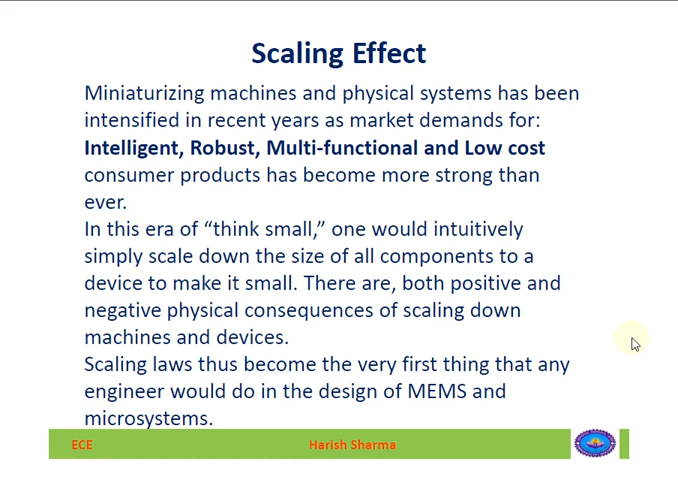 Scaling Effect
Miniaturizing machines and physical systems has been
intensified in recent years as market demands for:
Intelligent, Robust, Multi-functional and Low cost
consumer products has become more strong than
ever.
In this era of “think small,” one would intuitively
simply scale down the size of all components to a
device to make it small. There are, both positive and
negative physical consequences of scaling down
machines and devices.
Scaling laws thus become the very first thing that any
engineer would do in the design of MEMS and
microsystems.
ECE
Harish Sharma